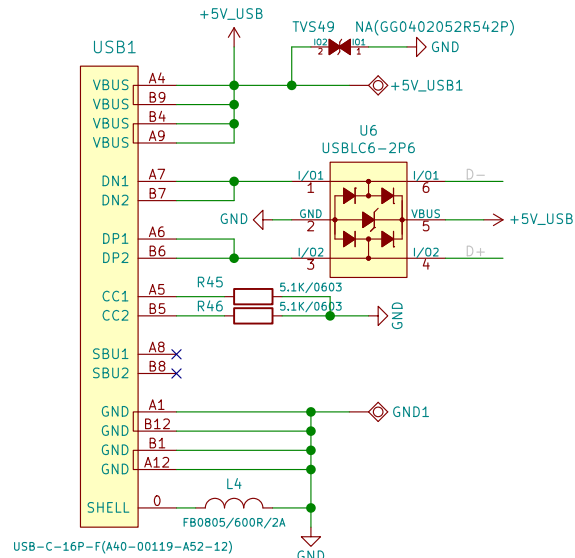 +5V_USB
TVS49 NA(GG0402052R542P)
IO2 IO1
2 1
GND
USB1
VBUS A4
+5V_USB1
VBUS B9
VBUS B4
VBUS A9
U6
USBLC6-2P6
DN1 A7
I/O1 I/O1
1 6
D-
DN2 B7
GND
GND VBUS
2 5
+5V_USB
DP1 A6
DP2 B6
I/O2 I/O2
3 4
D+
CC1 A5
R45 5.1K/0603
CC2 B5
R46 5.1K/0603
GND
SBU1 A8
SBU2 B8
GND A1
GND1
GND B12
GND B1
GND A12
L4
SHELL 0
FB0805/600R/2A
USB-C-16P-F(A40-00119-A52-12)
GND